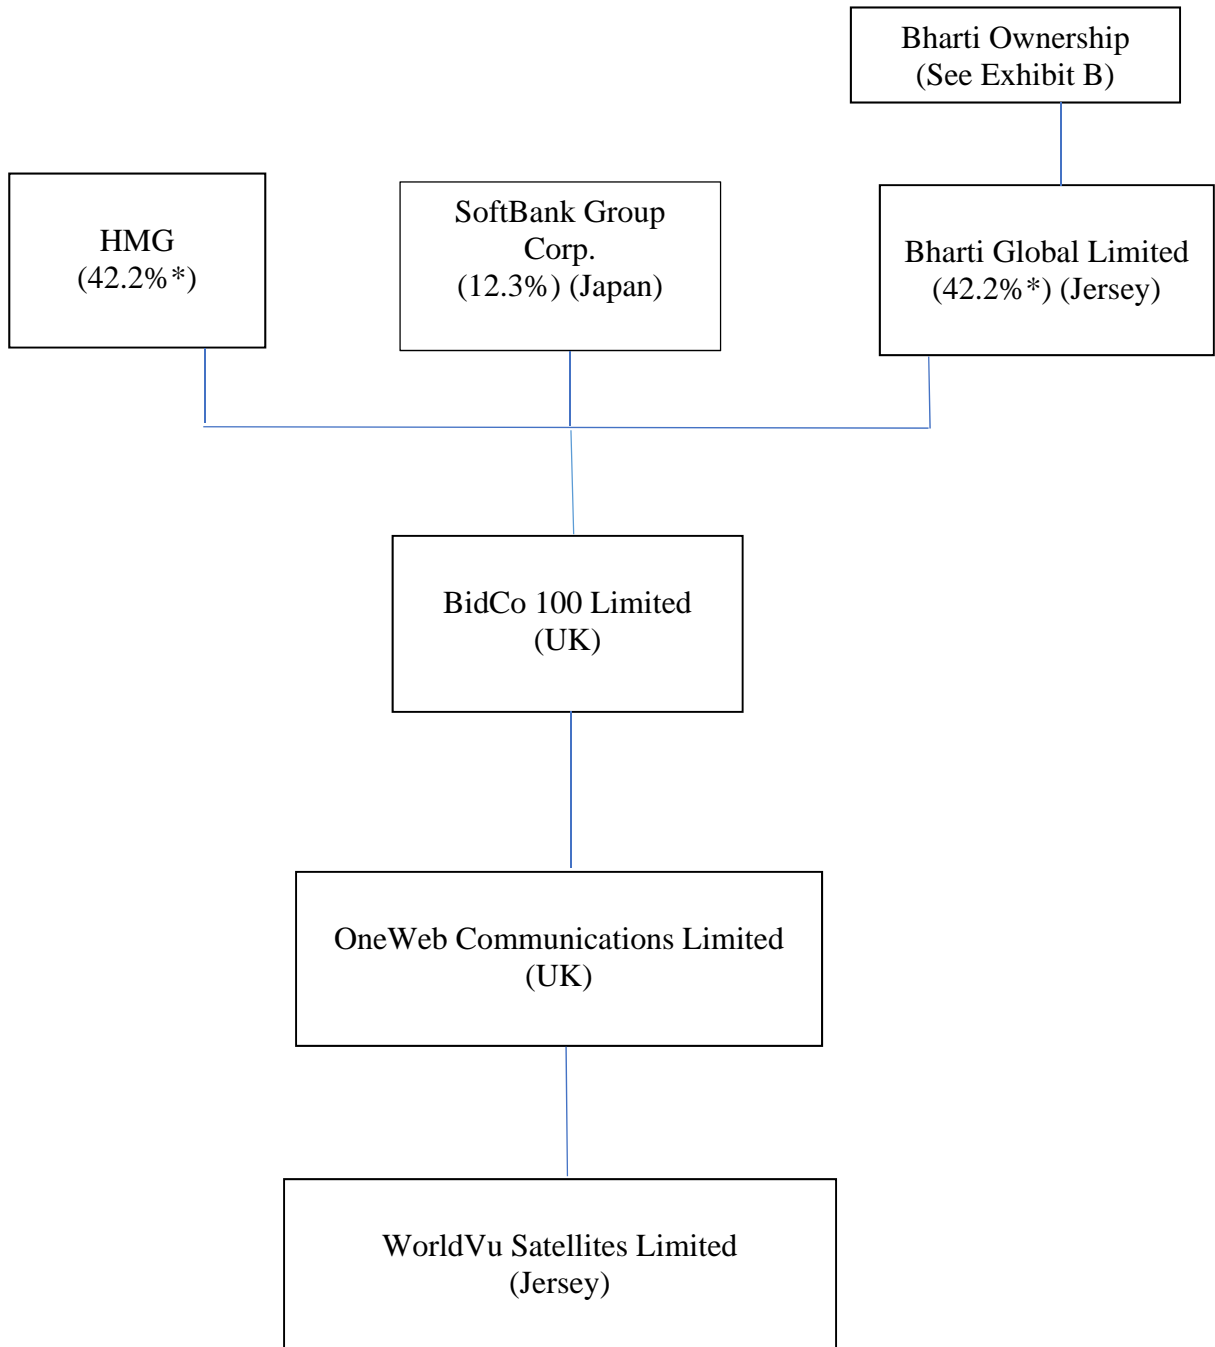 Bharti Ownership
(See Exhibit B)
HMG
(42.2%*)
SoftBank Group
Corp.
(12.3%) (Japan)
Bharti Global Limited
(42.2%*) (Jersey)
BidCo 100 Limited
(UK)
OneWeb Communications Limited
(UK)
WorldVu Satellites Limited
(Jersey)